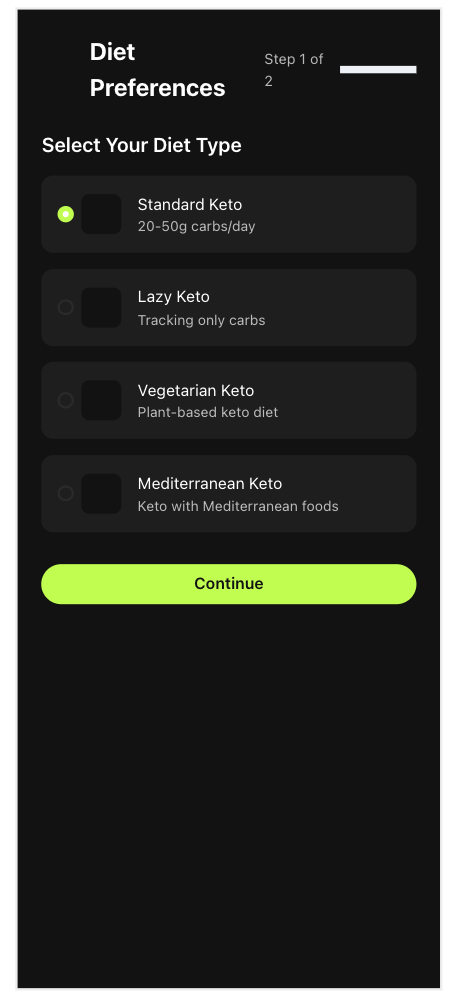 Diet
Preferences
Step 1 of
2
Select Your Diet Type
Standard Keto
20-50g carbs/day
Lazy Keto
Tracking only carbs
Vegetarian Keto
Plant-based keto diet
Mediterranean Keto
Keto with Mediterranean foods
Continue